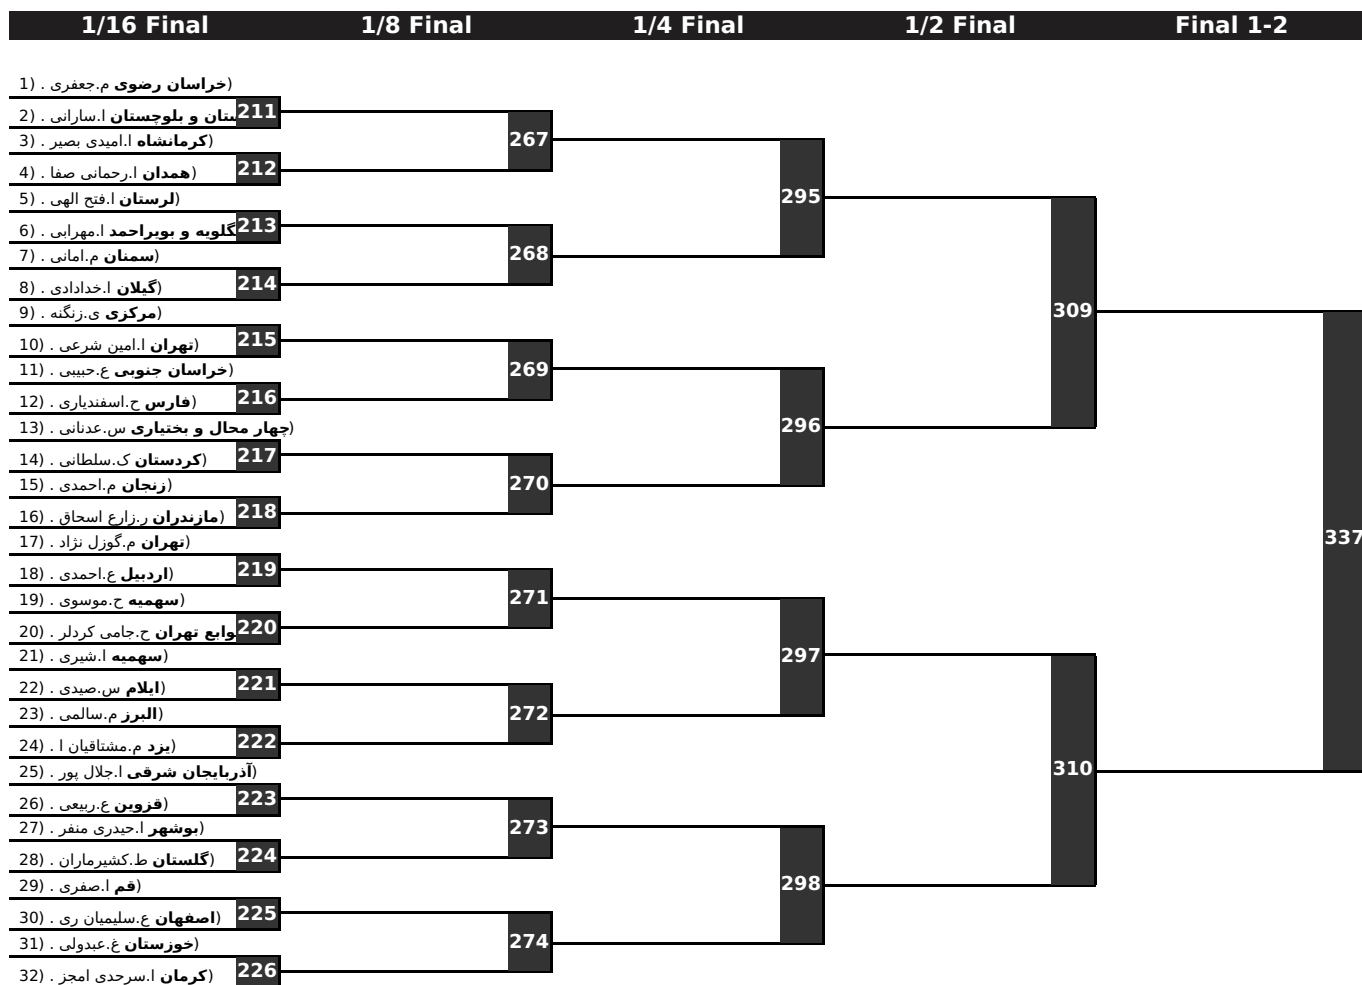 1/16 Final 1/8 Final 1/4 Final 1/2 Final Final 1-2
1) . م.جعفری خراسان رضوی)
2) . ا.سارانی و بلوچستان
211
3) . ا.امیدی بصیر کرمانشاه)
4) . ا.رحمانی صفا همدان)
212
5) . ا.فتح الهی لرستان)
6) . ا.مهرابی و بویراحمد
213
7) . م.امانی سمنان)
8) . ا.خدادادی گیلان)
214
9) . ی.زنگنه مرکزی)
10) . ا.امین شرعی تهران)
215
11) . ع.حبیبی خراسان جنوبی)
12) . ح.اسفندیاری فارس)
216
13) . س.عدنانی چهار محال و بختیاری)
14) . ک.سلطانی کردستان)
217
15) . م.احمدی زنجان)
16) . ر.زارع اسحاق مازندران)
218
17) . م.گوزل نژاد تهران)
18) . ع.احمدی اردبیل)
219
19) . ح.موسوی سهمیه)
20) . ح.جامی کردلر تهران
220
21) . ا.شیری سهمیه)
22) . س.صیدی ایلام)
221
23) . م.سالمی البرز)
24) . م.مشتاقیان ا یزد)
222
25) . ا.جلال پور آذربایجان شرقی)
26) . ع.ربیعی قزوین)
223
27) . ا.حیدری منفر بوشهر)
28) . ط.کشیرماران گلستان)
224
29) . ا.صفری قم)
30) . ع.سلیمیان ری اصفهان)
225
31) . غ.عبدولی خوزستان)
32) . ا.سرحدی امجز کرمان)
226
267
268
269
270
271
272
273
274
295
296
297
298
309
310
337